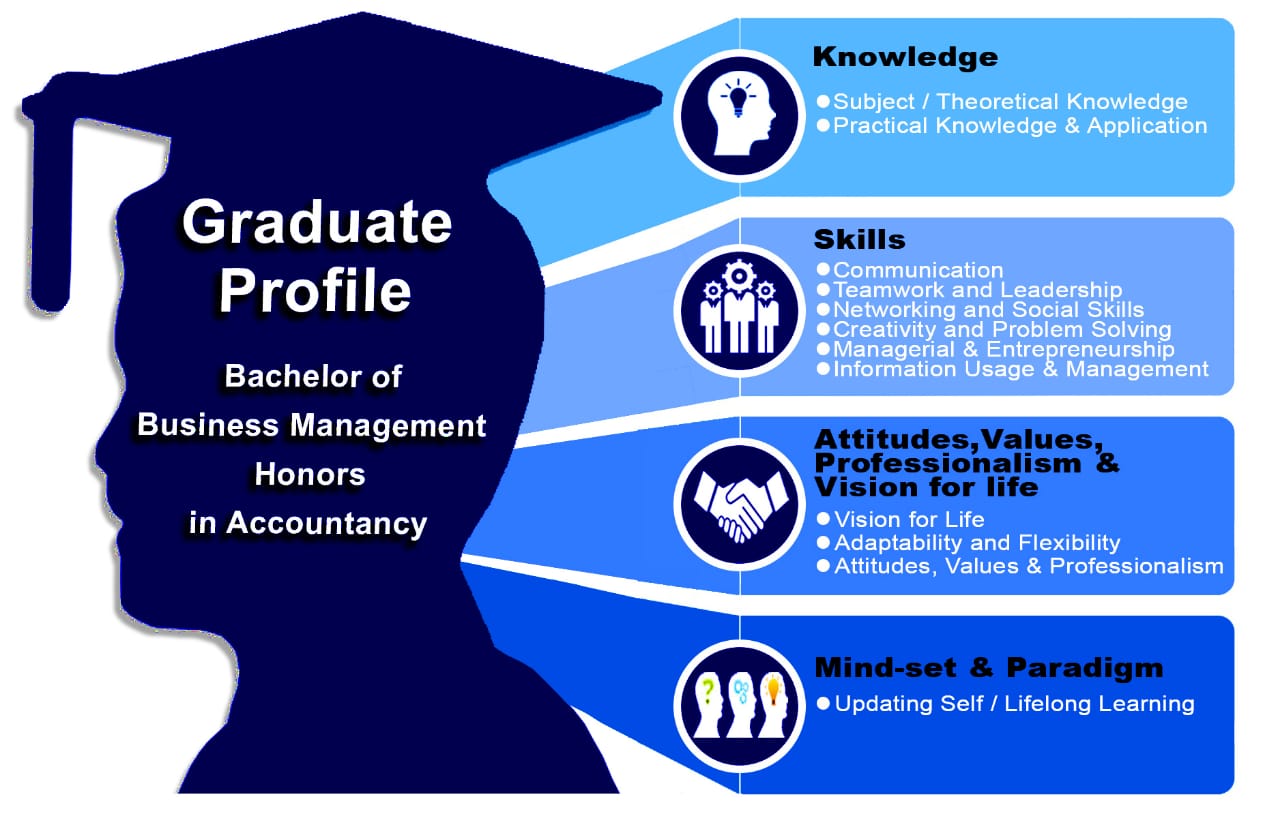 Graduate
Profile
Bachelor of
Business Management
Honors
in Accountancy
Knowledge
●Subject / Theoretical Knowledge
●Practical Knowledge & Application
Skills
●Communication
●Teamwork and Leadership
●Networking and Social Skills
●Creativity and Problem Solving
●Managerial & Entrepreneurship
●Information Usage & Management
Attitudes,Values,
Professionalism &
Vision for life
●Vision for Life
●Adaptability and Flexibility
●Attitudes, Values & Professionalism
Mind-set & Paradigm
●Updating Self / Lifelong Learning
?